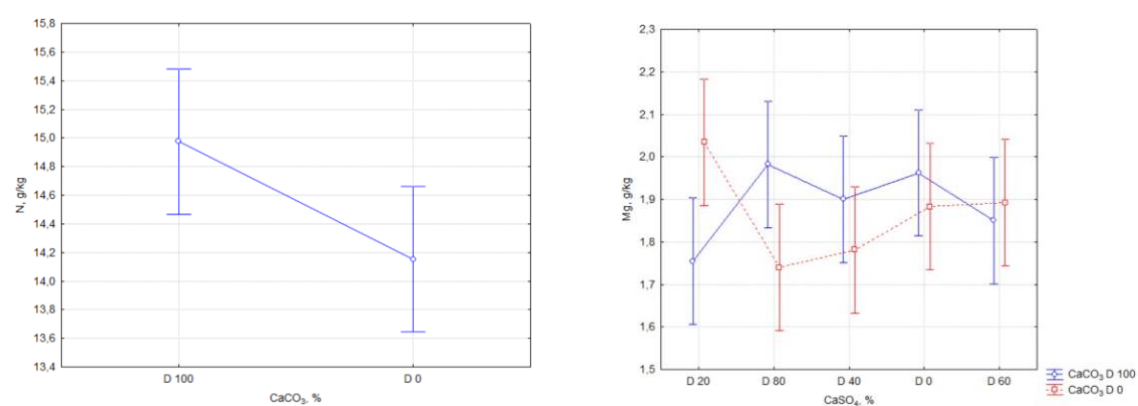 15,8
15,6
15,4
15,2
15,0
14,8
14,6
14,4
14,2
14,0
13,8
13,6
13,4
N, g/kg
D 100
D 0
CaCO₃, %
2,3
2,2
2,1
2,0
1,9
1,8
1,7
1,6
1,5
Mg, g/kg
D 20
D 80
D 40
D 0
D 60
CaSO₄, %
CaCO₃ D 100
CaCO₃ D 0